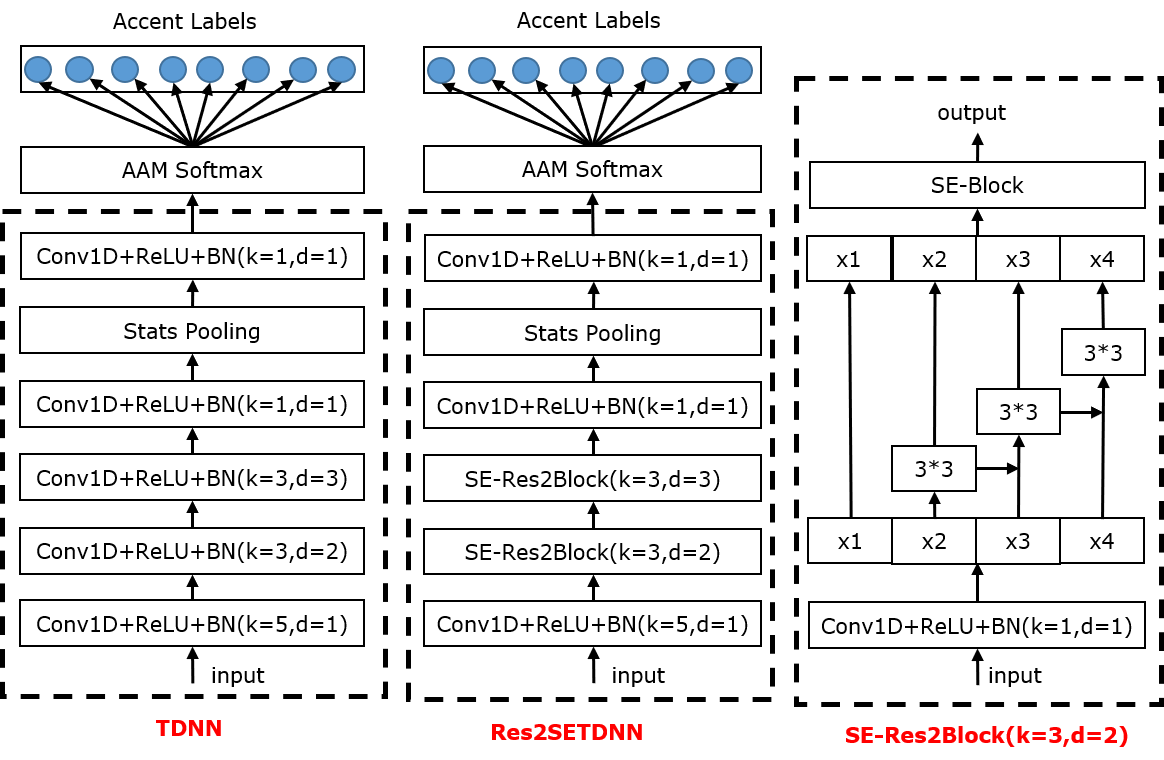 Accent Labels
AAM Softmax
Conv1D+ReLU+BN(k=1,d=1)
Stats Pooling
Conv1D+ReLU+BN(k=1,d=1)
Conv1D+ReLU+BN(k=3,d=3)
Conv1D+ReLU+BN(k=3,d=2)
Conv1D+ReLU+BN(k=5,d=1)
input
TDNN
Accent Labels
AAM Softmax
Conv1D+ReLU+BN(k=1,d=1)
Stats Pooling
Conv1D+ReLU+BN(k=1,d=1)
SE-Res2Block(k=3,d=3)
SE-Res2Block(k=3,d=2)
Conv1D+ReLU+BN(k=5,d=1)
input
Res2SETDNN
output
SE-Block
x1 x2 x3 x4
3*3
3*3
3*3
x1 x2 x3 x4
Conv1D+ReLU+BN(k=1,d=1)
input
SE-Res2Block(k=3,d=2)